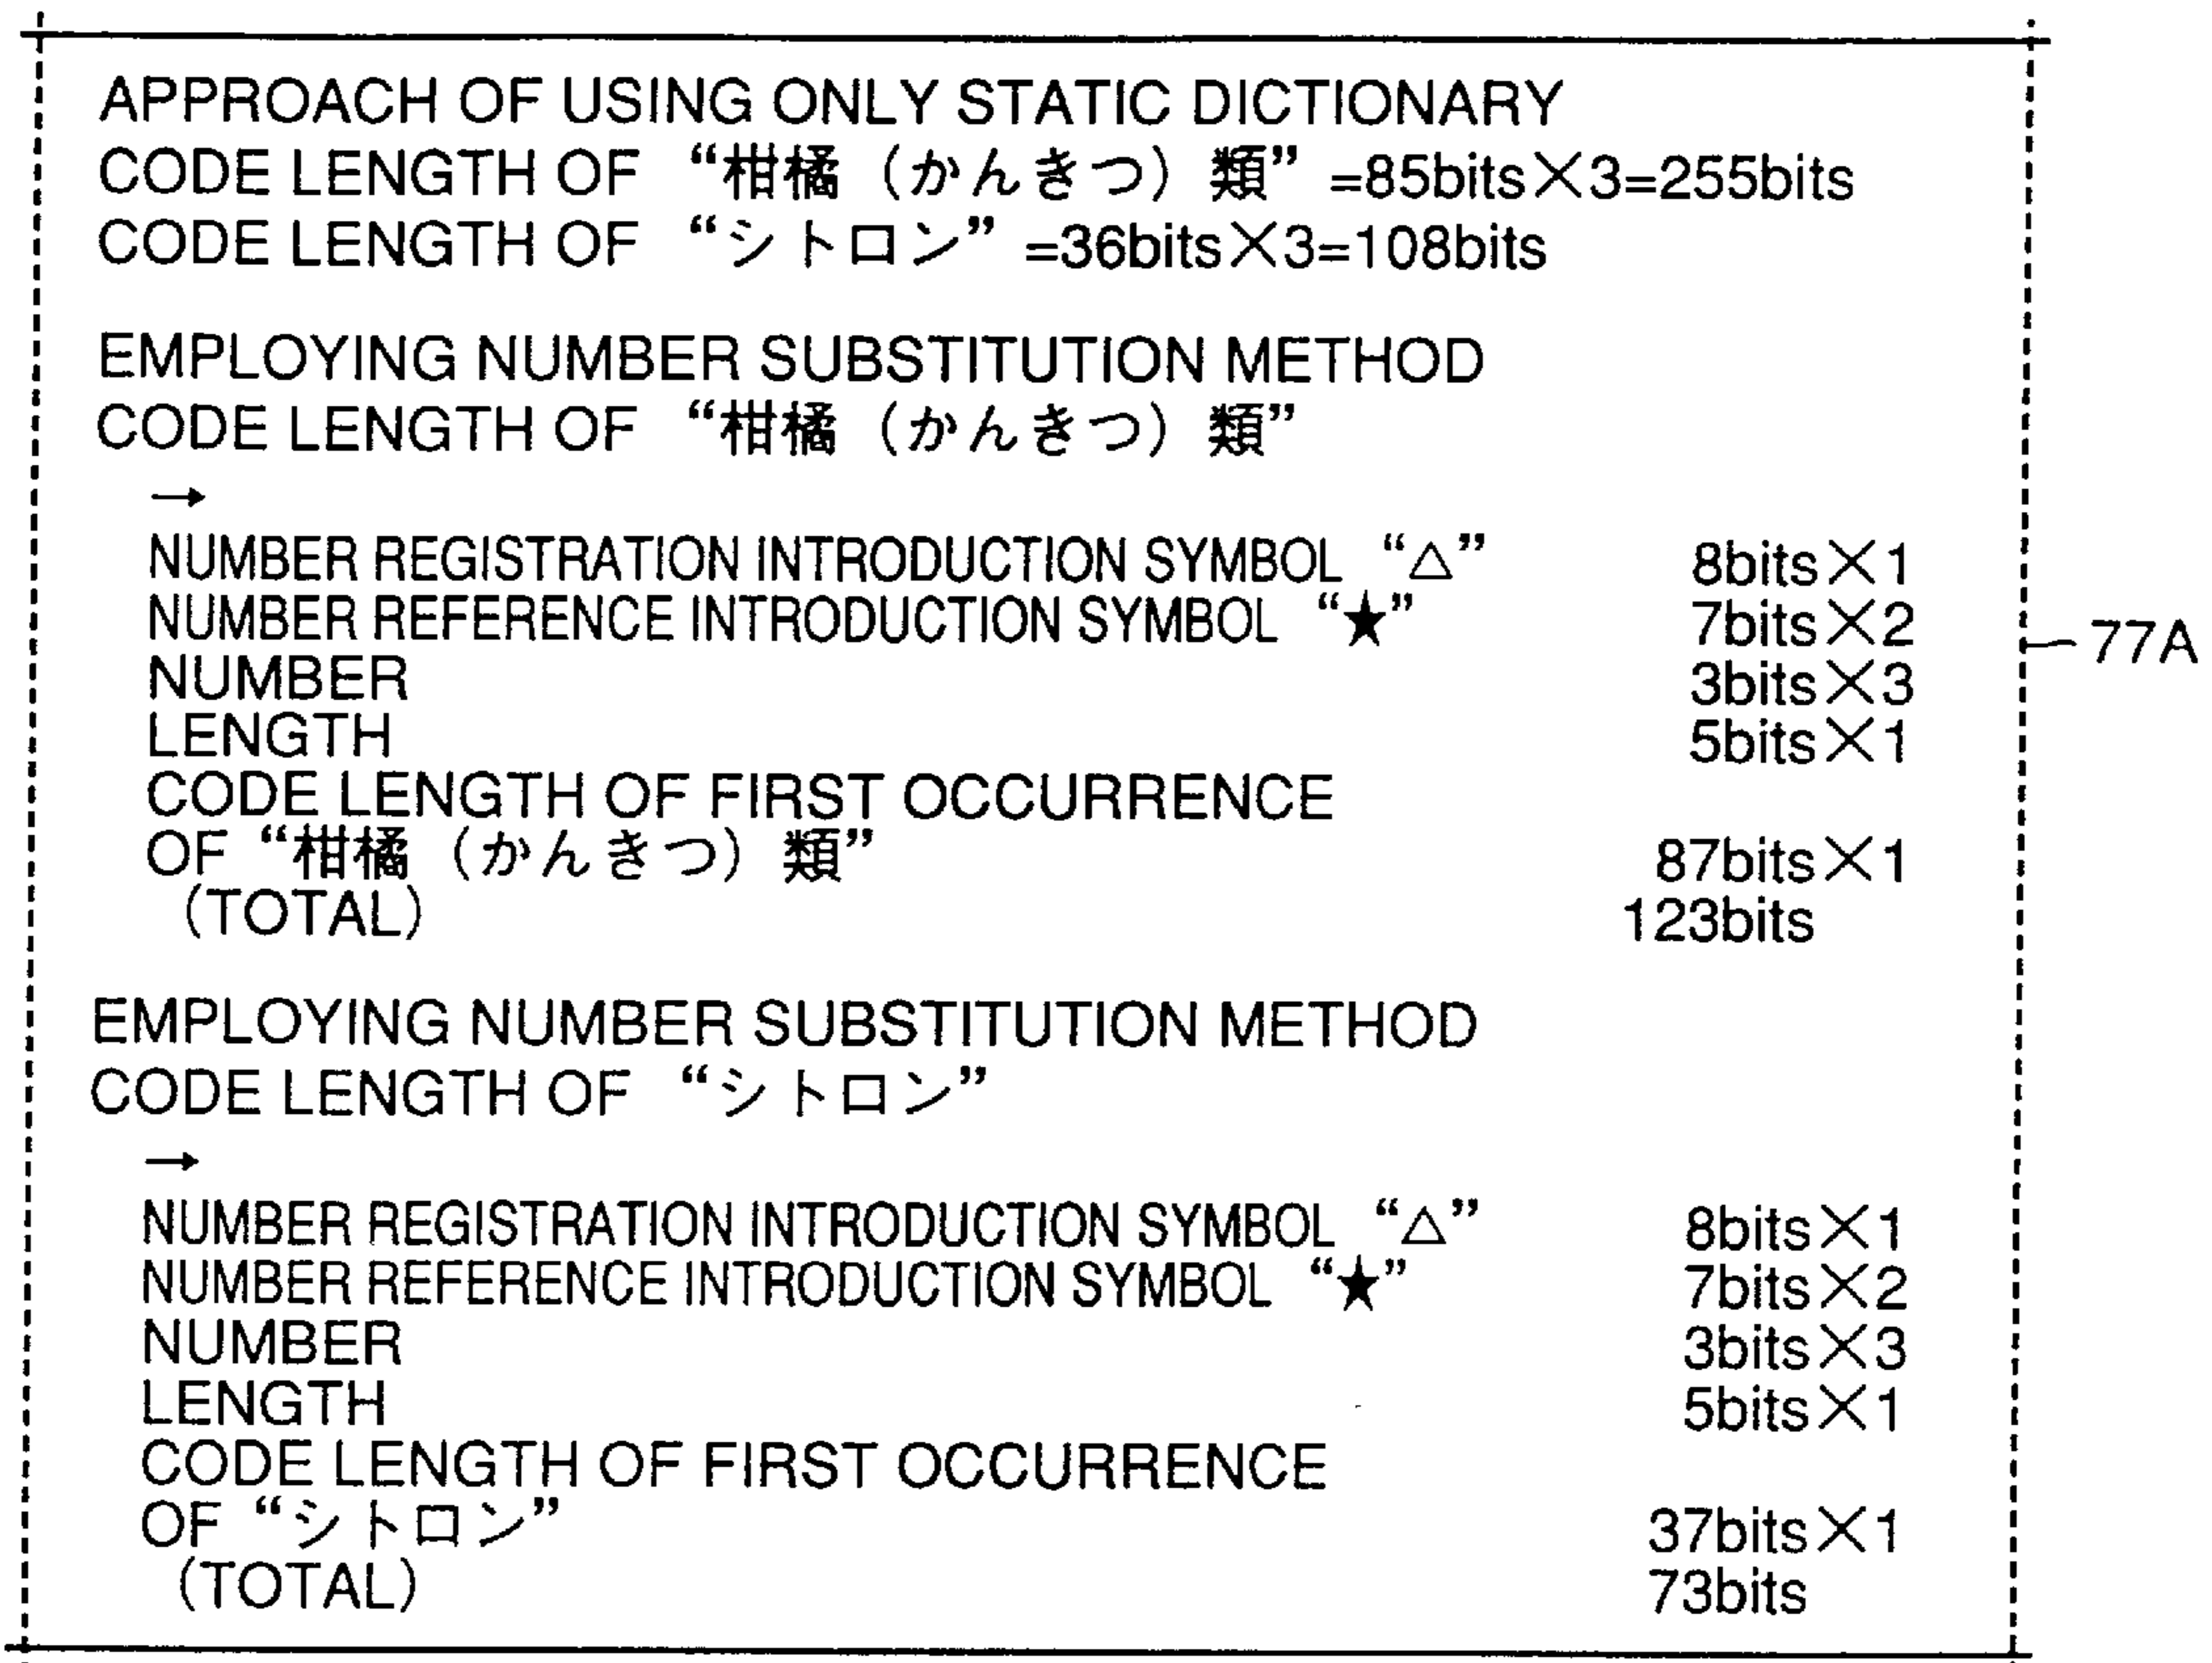 APPROACH OF USING ONLY STATIC DICTIONARY
CODE LENGTH OF “柑橘（かんきつ）類” =85bits×3=255bits
CODE LENGTH OF “シトロン” =36bits×3=108bits
EMPLOYING NUMBER SUBSTITUTION METHOD
CODE LENGTH OF “柑橘（かんきつ）類”
→
NUMBER REGISTRATION INTRODUCTION SYMBOL “△” 8bits×1
NUMBER REFERENCE INTRODUCTION SYMBOL “★” 7bits×2
NUMBER 3bits×3
LENGTH 5bits×1
CODE LENGTH OF FIRST OCCURRENCE
OF “柑橘（かんきつ）類” 87bits×1
(TOTAL) 123bits
77A
EMPLOYING NUMBER SUBSTITUTION METHOD
CODE LENGTH OF “シトロン”
→
NUMBER REGISTRATION INTRODUCTION SYMBOL “△” 8bits×1
NUMBER REFERENCE INTRODUCTION SYMBOL “★” 7bits×2
NUMBER 3bits×3
LENGTH 5bits×1
CODE LENGTH OF FIRST OCCURRENCE
OF “シトロン” 37bits×1
(TOTAL) 73bits